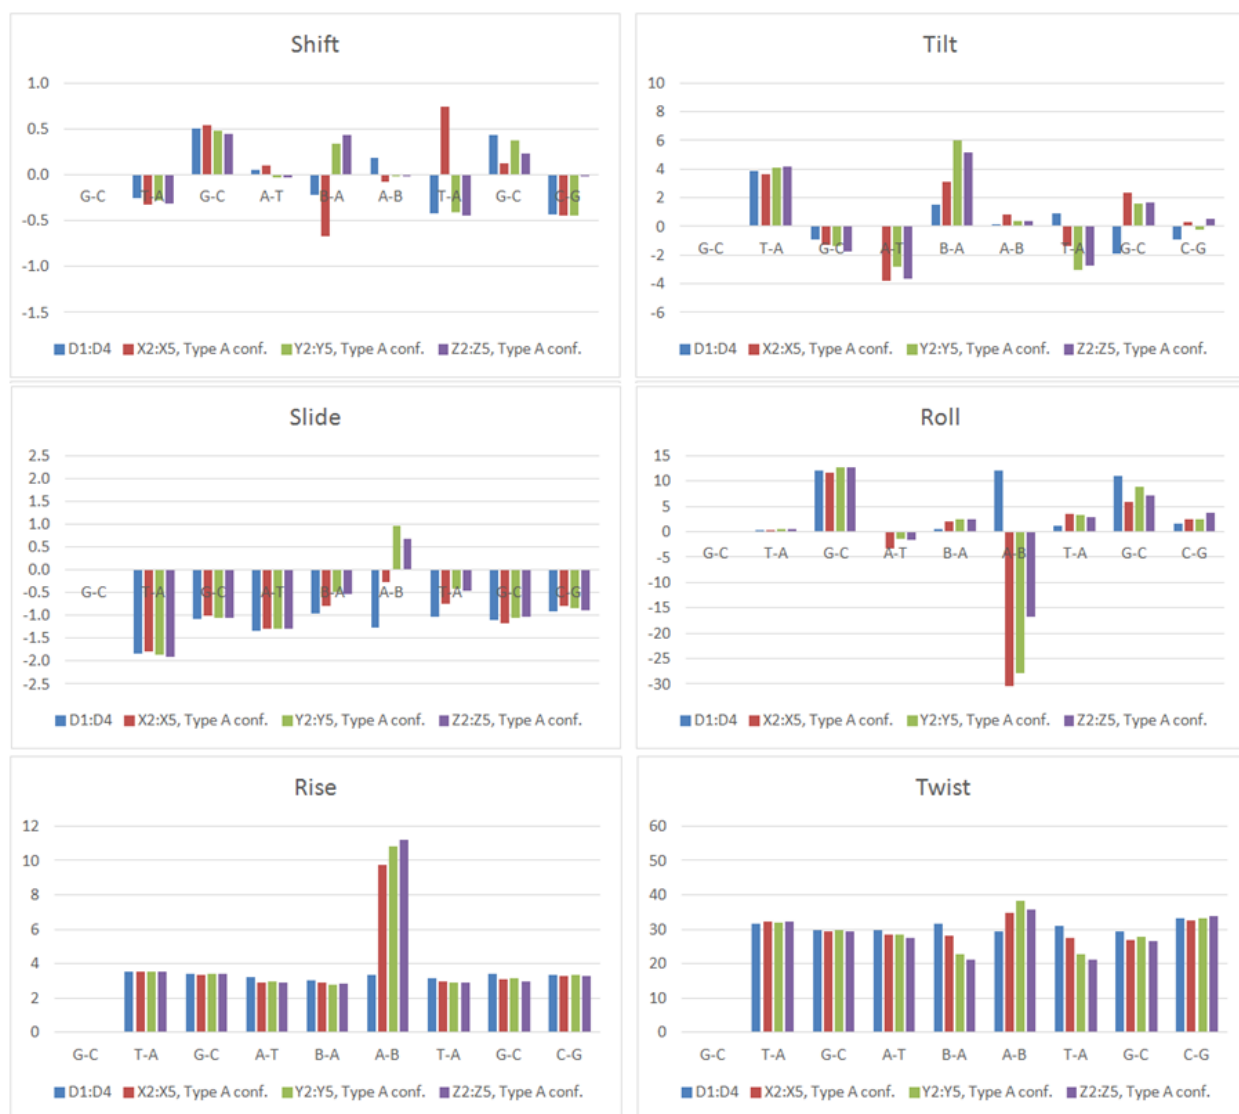 Shift
1.0
0.5
0.0
G-C T-A G-C A-T B-A A-B T-A G-C C-G
-0.5
-1.0
-1.5
D1:D4 X2:X5, Type A conf. Y2:Y5, Type A conf. Z2:Z5, Type A conf.
Tilt
10
8
6
4
2
0
G-C T-A G-C A-T B-A A-B T-A G-C C-G
-2
-4
-6
D1:D4 X2:X5, Type A conf. Y2:Y5, Type A conf. Z2:Z5, Type A conf.
Slide
2.5
2.0
1.5
1.0
0.5
0.0
G-C T-A G-C A-T B-A A-B T-A G-C C-G
-0.5
-1.0
-1.5
-2.0
-2.5
D1:D4 X2:X5, Type A conf. Y2:Y5, Type A conf. Z2:Z5, Type A conf.
Roll
15
10
5
0
G-C T-A G-C A-T B-A A-B T-A G-C C-G
-5
-10
-15
-20
-25
-30
D1:D4 X2:X5, Type A conf. Y2:Y5, Type A conf. Z2:Z5, Type A conf.
Rise
12
10
8
6
4
2
0
G-C T-A G-C A-T B-A A-B T-A G-C C-G
D1:D4 X2:X5, Type A conf. Y2:Y5, Type A conf. Z2:Z5, Type A conf.
Twist
60
50
40
30
20
10
0
G-C T-A G-C A-T B-A A-B T-A G-C C-G
D1:D4 X2:X5, Type A conf. Y2:Y5, Type A conf. Z2:Z5, Type A conf.